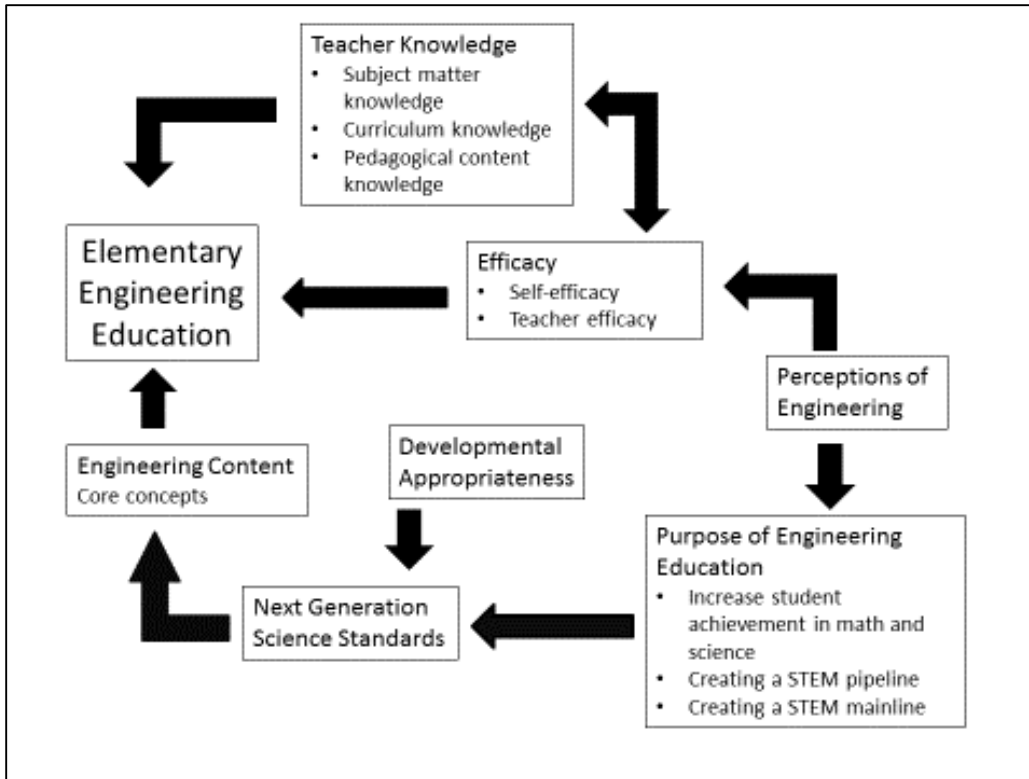 Teacher Knowledge
• Subject matter
knowledge
• Curriculum knowledge
• Pedagogical content
knowledge
Elementary
Engineering
Education
Efficacy
• Self-efficacy
• Teacher efficacy
Perceptions of
Engineering
Engineering Content
Core concepts
Developmental
Appropriateness
Next Generation
Science Standards
Purpose of Engineering
Education
• Increase student
achievement in math and
science
• Creating a STEM pipeline
• Creating a STEM mainline